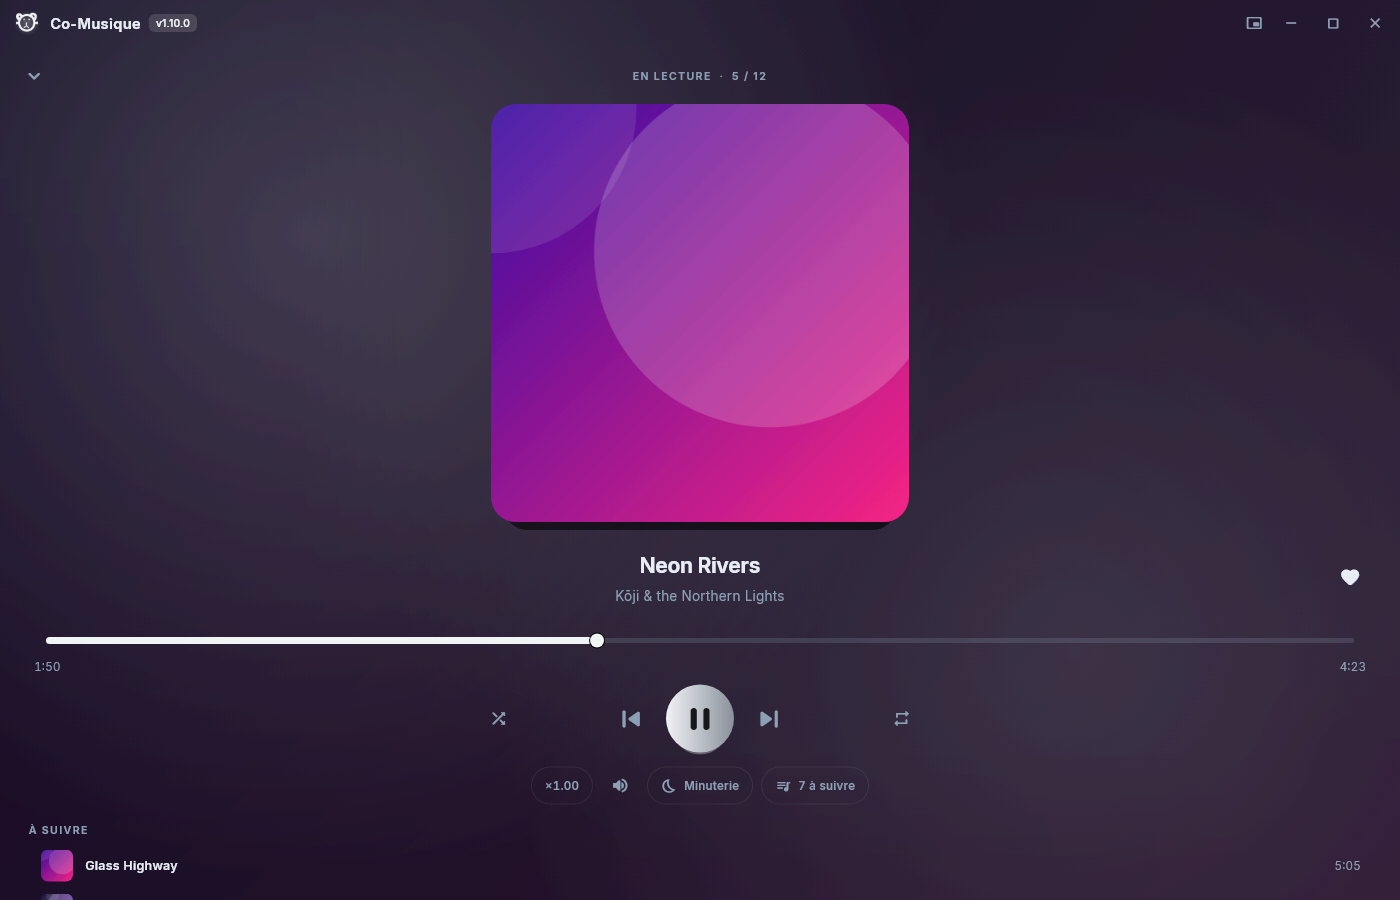 Co-Musique v1.10.0
EN LECTURE · 5 / 12
Neon Rivers
Kōji & the Northern Lights
1:50 4:23
×1.00 Minuterie 7 à suivre
À SUIVRE
Glass Highway 5:05